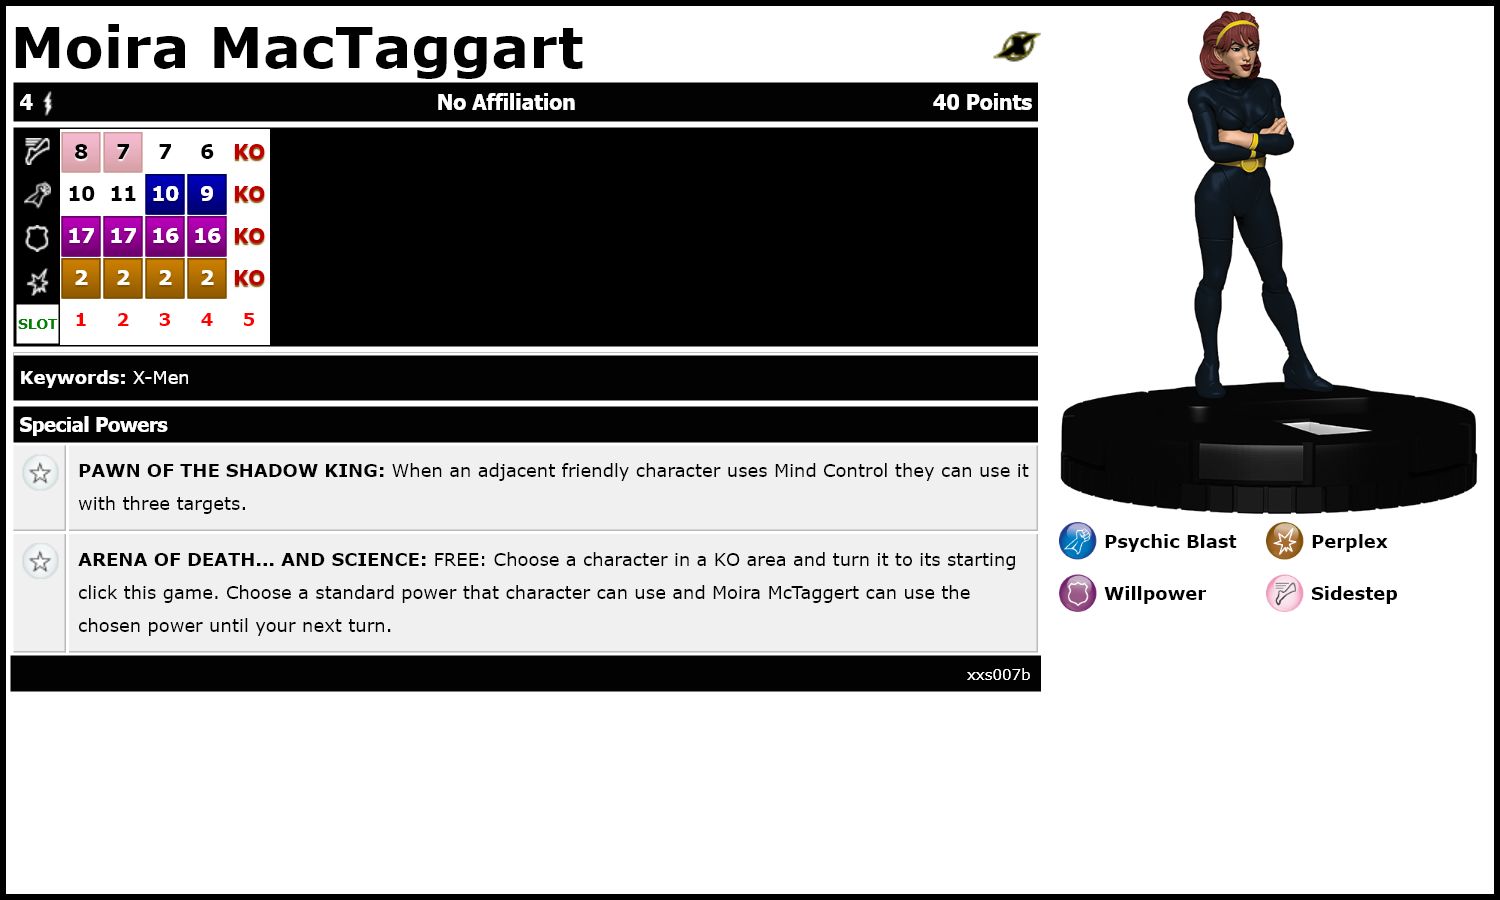 Moira MacTaggart
4 No Affiliation 40 Points
8 7 7 6 KO
10 11 10 9 KO
17 17 16 16 KO
2 2 2 2 KO
SLOT 1 2 3 4 5
Keywords: X-Men
Special Powers
PAWN OF THE SHADOW KING: When an adjacent friendly character uses Mind Control they can use it
with three targets.
ARENA OF DEATH... AND SCIENCE: FREE: Choose a character in a KO area and turn it to its starting
click this game. Choose a standard power that character can use and Moira McTaggert can use the
chosen power until your next turn.
xxs007b
Psychic Blast Perplex
Willpower Sidestep